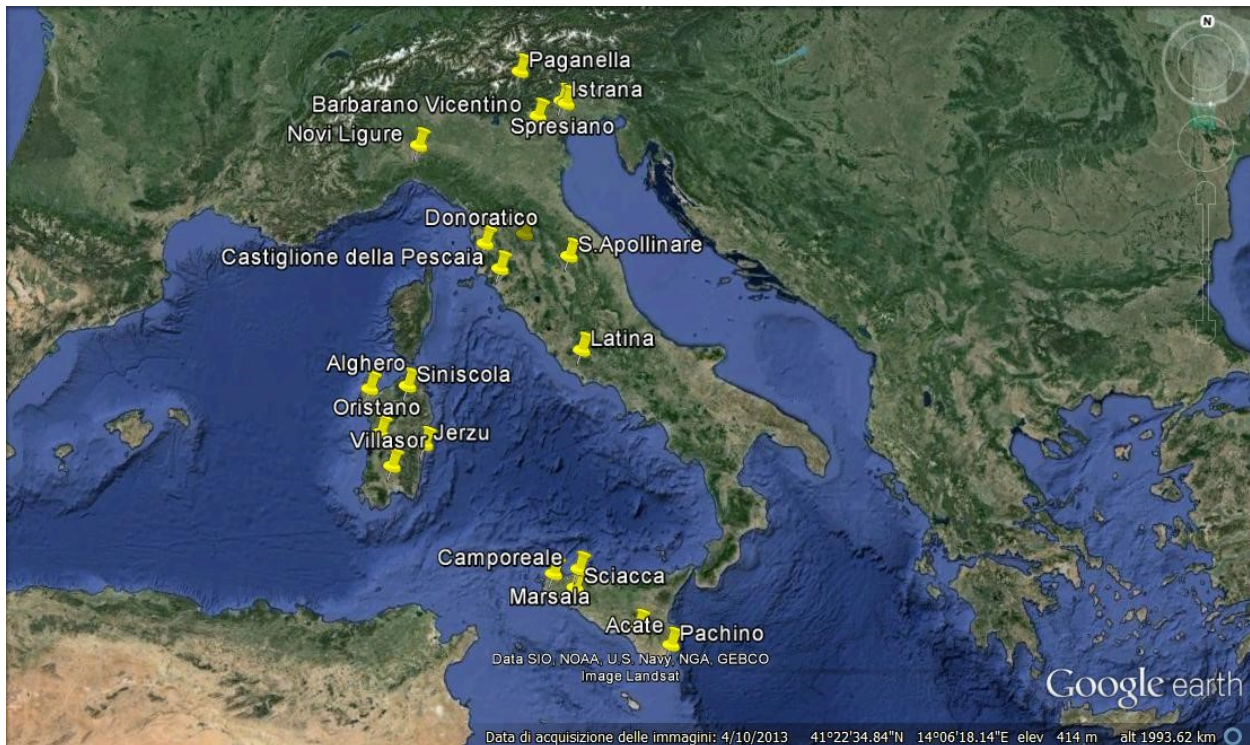 N
Paganella
Istrana
Barbarano Vicentino
Spresiano
Novi Ligure
Donoratico
S.Apollinare
Castiglione della Pescaia
Latina
Alghero
Siniscola
Oristano
Jerzu
Villasor
Camporeale
Sciacca
Marsala
Acate
Pachino
Data SIO, NOAA, U.S. Navy, NGA, GEBCO
Image Landsat
Google earth
Data di acquisizione delle immagini: 4/10/2013 41°22'34.84"N 14°06'18.14"E elev 414 m alt 1993.62 km